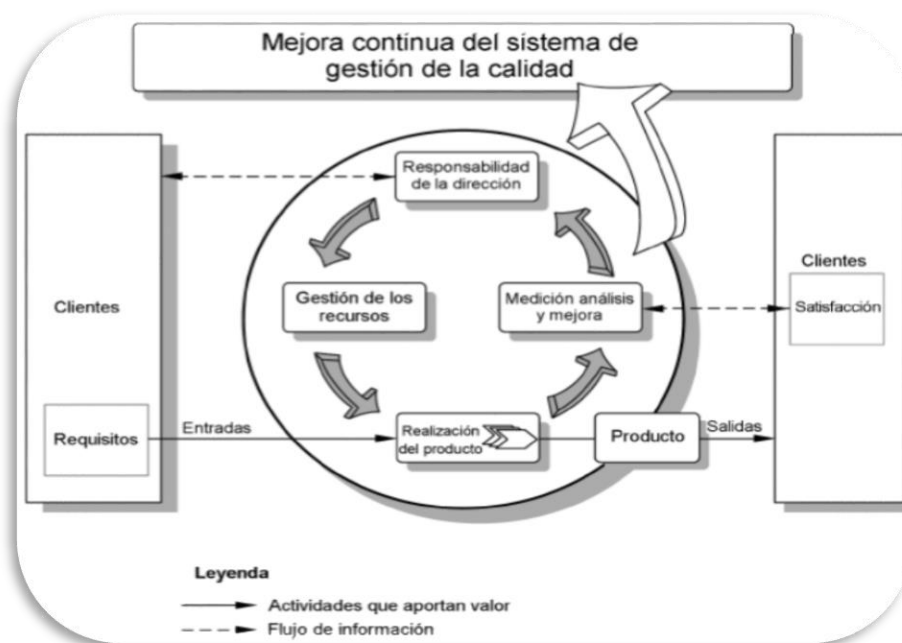 Mejora contínua del sistema de
gestión de la calidad
Responsabilidad
de la dirección
Clientes
Gestión de los
recursos
Medición análisis
y mejora
Clientes
Satisfacción
Requisitos
Entradas
Realización
del producto
Producto
Salidas
Leyenda
Actividades que aportan valor
Flujo de información